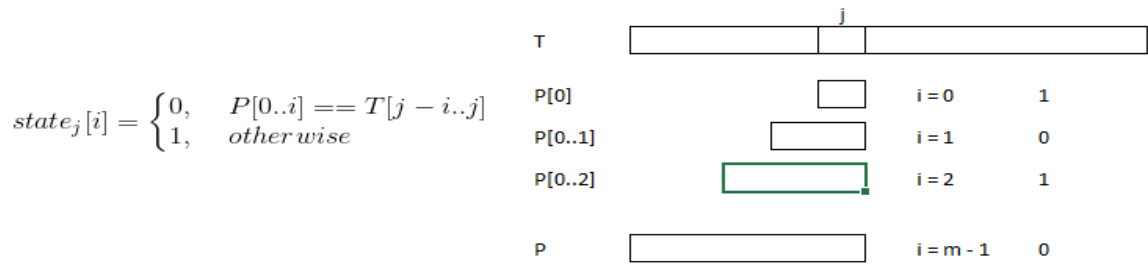 j
T
P[0] i = 0 1
state_j[i] = {0, P[0..i] == T[j − i..j]
1, otherwise
P[0..1] i = 1 0
P[0..2] i = 2 1
P i = m - 1 0